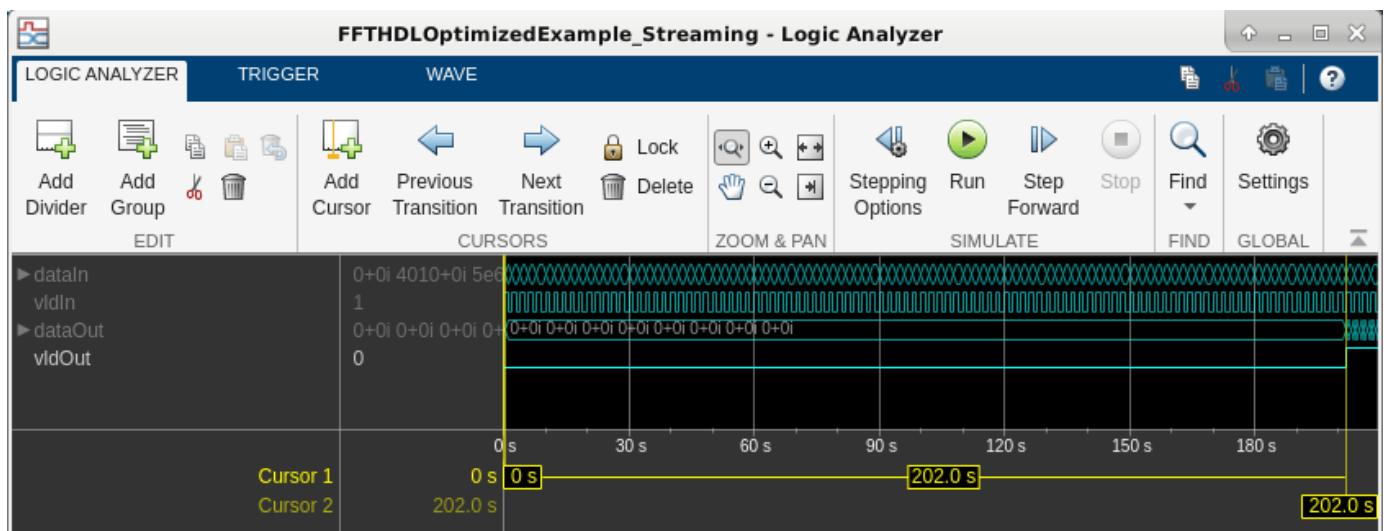 FFTHDLOptimizedExample_Streaming - Logic Analyzer
LOGIC ANALYZER TRIGGER WAVE
Add Divider
Add Group
EDIT
Add Cursor
Previous Transition
Next Transition
Lock
Delete
CURSORS
ZOOM & PAN
Stepping Options
Run
Step Forward
Stop
SIMULATE
Find
FIND
Settings
GLOBAL
dataIn 0+0i 4010+0i 5e6
vldIn 1
dataOut 0+0i 0+0i 0+0i 0+ 0+0i 0+0i 0+0i 0+0i 0+0i 0+0i 0+0i 0+0i
vldOut 0
0 s 30 s 60 s 90 s 120 s 150 s 180 s
Cursor 1 0 s 0 s 202.0 s
Cursor 2 202.0 s 202.0 s